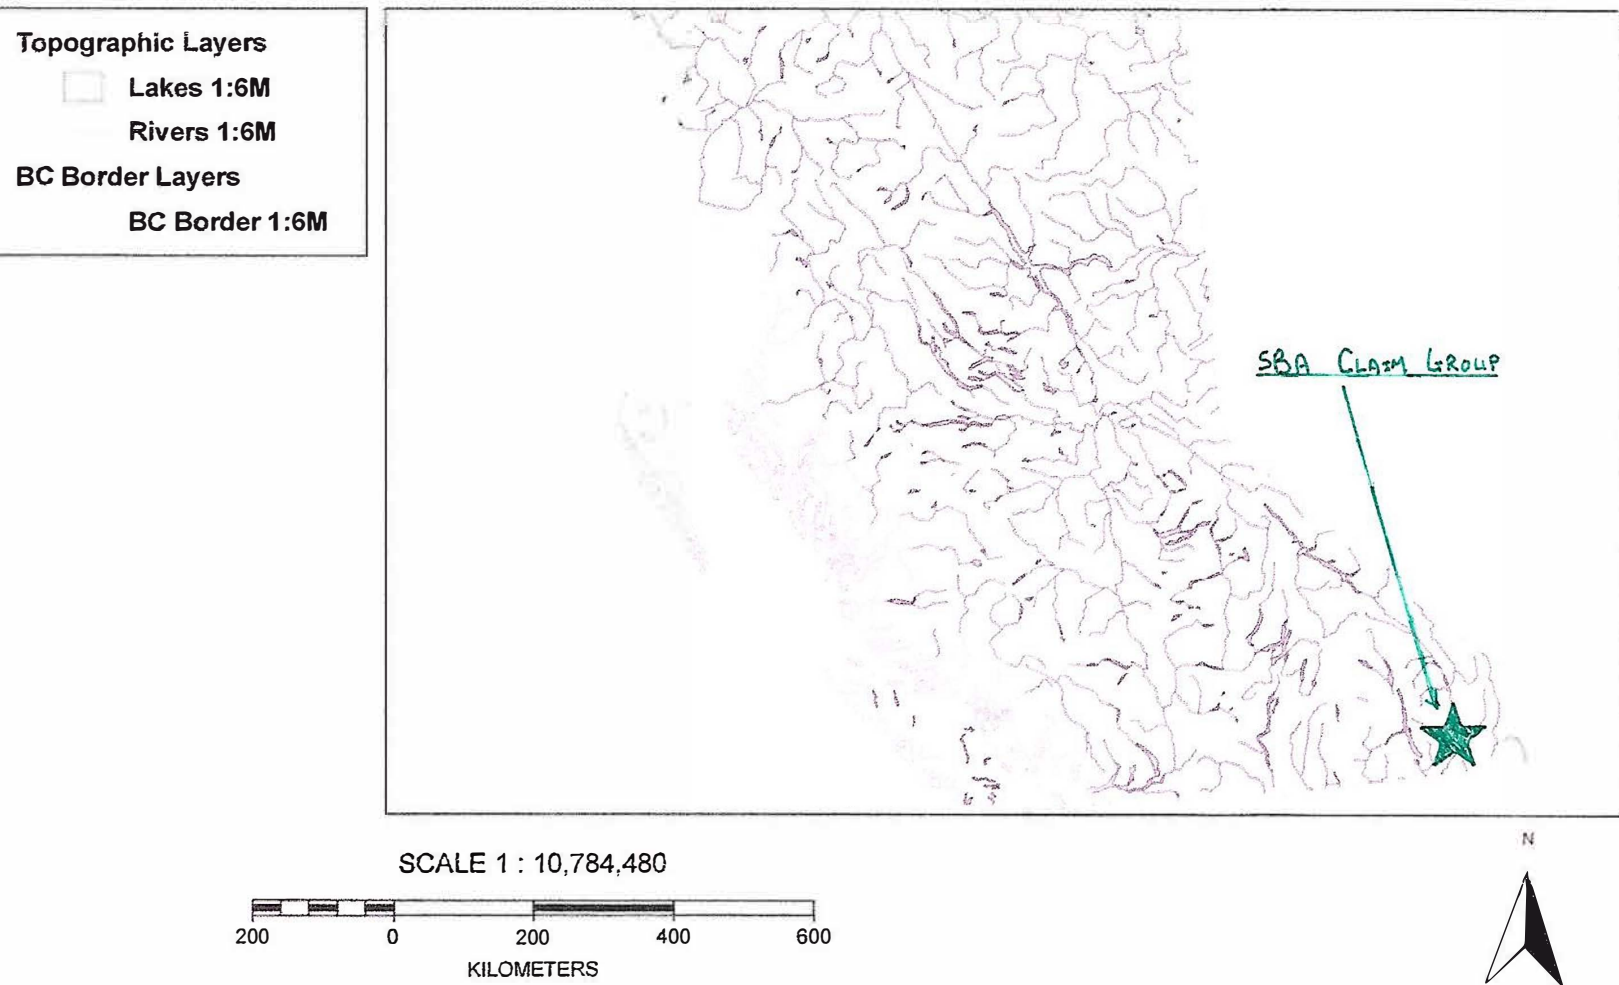 Topographic Layers
Lakes 1:6M
Rivers 1:6M
BC Border Layers
BC Border 1:6M
SBA CLAIM GROUP
SCALE 1 : 10,784,480
200 0 200 400 600
KILOMETERS
N